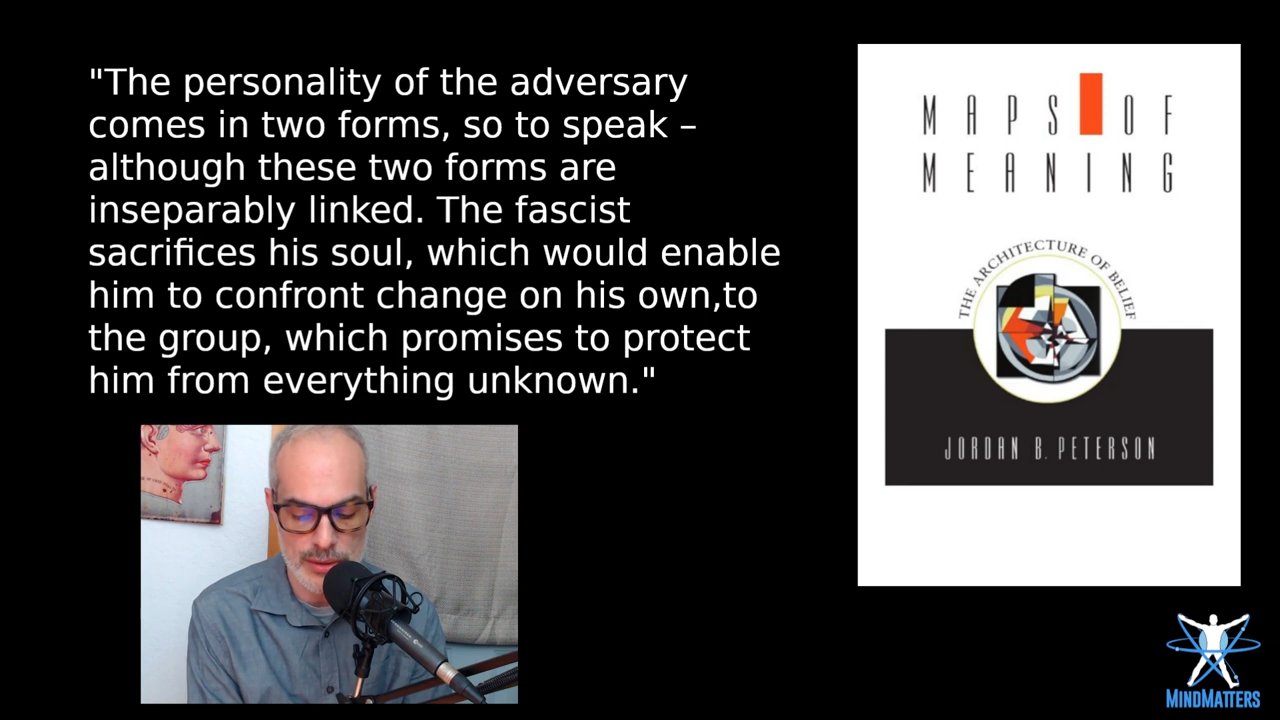 "The personality of the adversary
comes in two forms, so to speak –
although these two forms are
inseparably linked. The fascist
sacrifices his soul, which would enable
him to confront change on his own,to
the group, which promises to protect
him from everything unknown."
MAPS OF
MEANING
THE ARCHITECTURE OF BELIEF
JORDAN B. PETERSON
MINDMATTERS